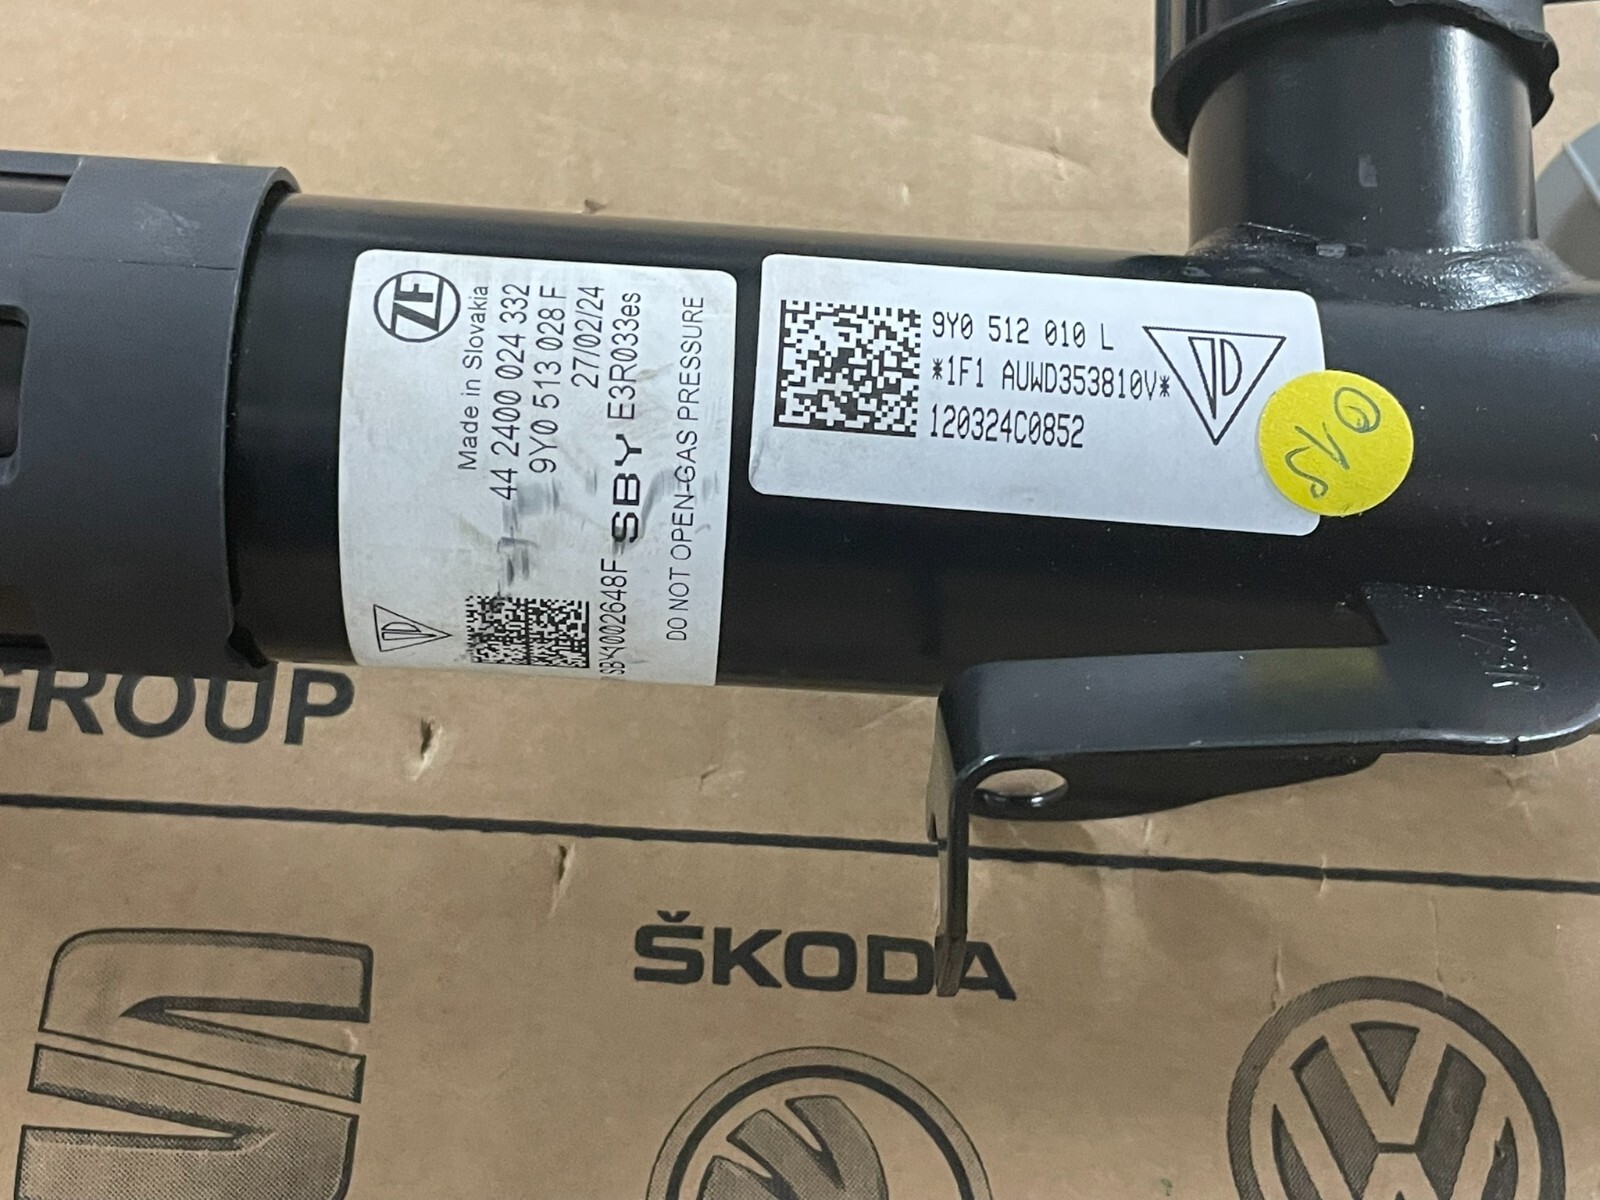 ZF
Made in Slovakia
44 2400 024 332
9Y0 513 028 F
27/02/24
SBY E3R033es
SBY1002648F
DO NOT OPEN-GAS PRESSURE
9Y0 512 010 L
*1F1 AUWD353810V*
120324C0852
GROUP
ŠKODA